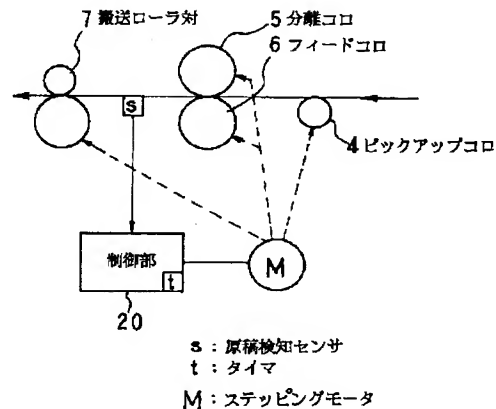 7 搬送ローラ対
5 分離コロ
6 フィードコロ
s
4 ピックアップコロ
制御部
t
M
20
s : 原稿検知センサ
t : タイマ
M : ステッピングモータ